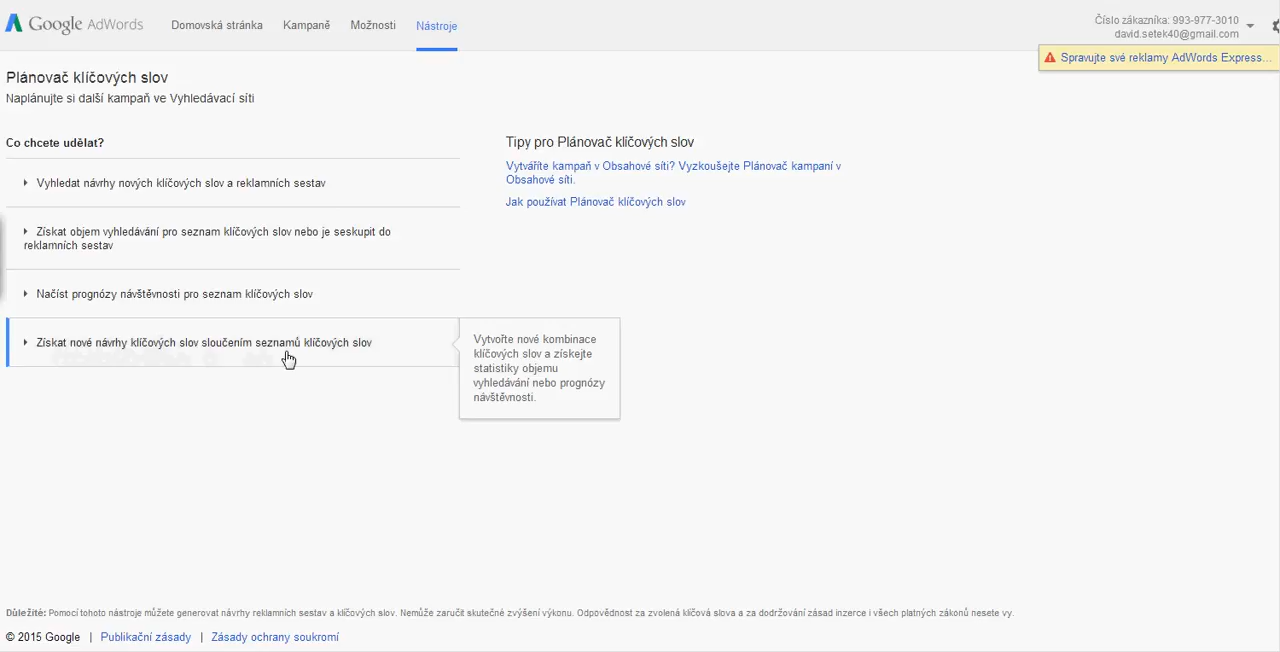 Google AdWords
Domovská stránka
Kampaně
Možnosti
Nástroje
Číslo zákazníka: 993-977-3010
david.setek40@gmail.com
Spravujte své reklamy AdWords Express...
Plánovač klíčových slov
Naplánujte si další kampaň ve Vyhledávací síti
Co chcete udělat?
Vyhledat návrhy nových klíčových slov a reklamních sestav
Získat objem vyhledávání pro seznam klíčových slov nebo je seskupit do
reklamních sestav
Načíst prognózy návštěvnosti pro seznam klíčových slov
Získat nové návrhy klíčových slov sloučením seznamů klíčových slov
Vytvořte nové kombinace
klíčových slov a získejte
statistiky objemu
vyhledávání nebo prognózy
návštěvnosti.
Tipy pro Plánovač klíčových slov
Vytváříte kampaň v Obsahové síti? Vyzkoušejte Plánovač kampaní v
Obsahové síti.
Jak používat Plánovač klíčových slov
Důležité: Pomocí tohoto nástroje můžete generovat návrhy reklamních sestav a klíčových slov. Nemůže zaručit skutečné zvýšení výkonu. Odpovědnost za zvolená klíčová slova a za dodržování zásad inzerce i všech platných zákonů nesete vy.
© 2015 Google | Publikační zásady | Zásady ochrany soukromí